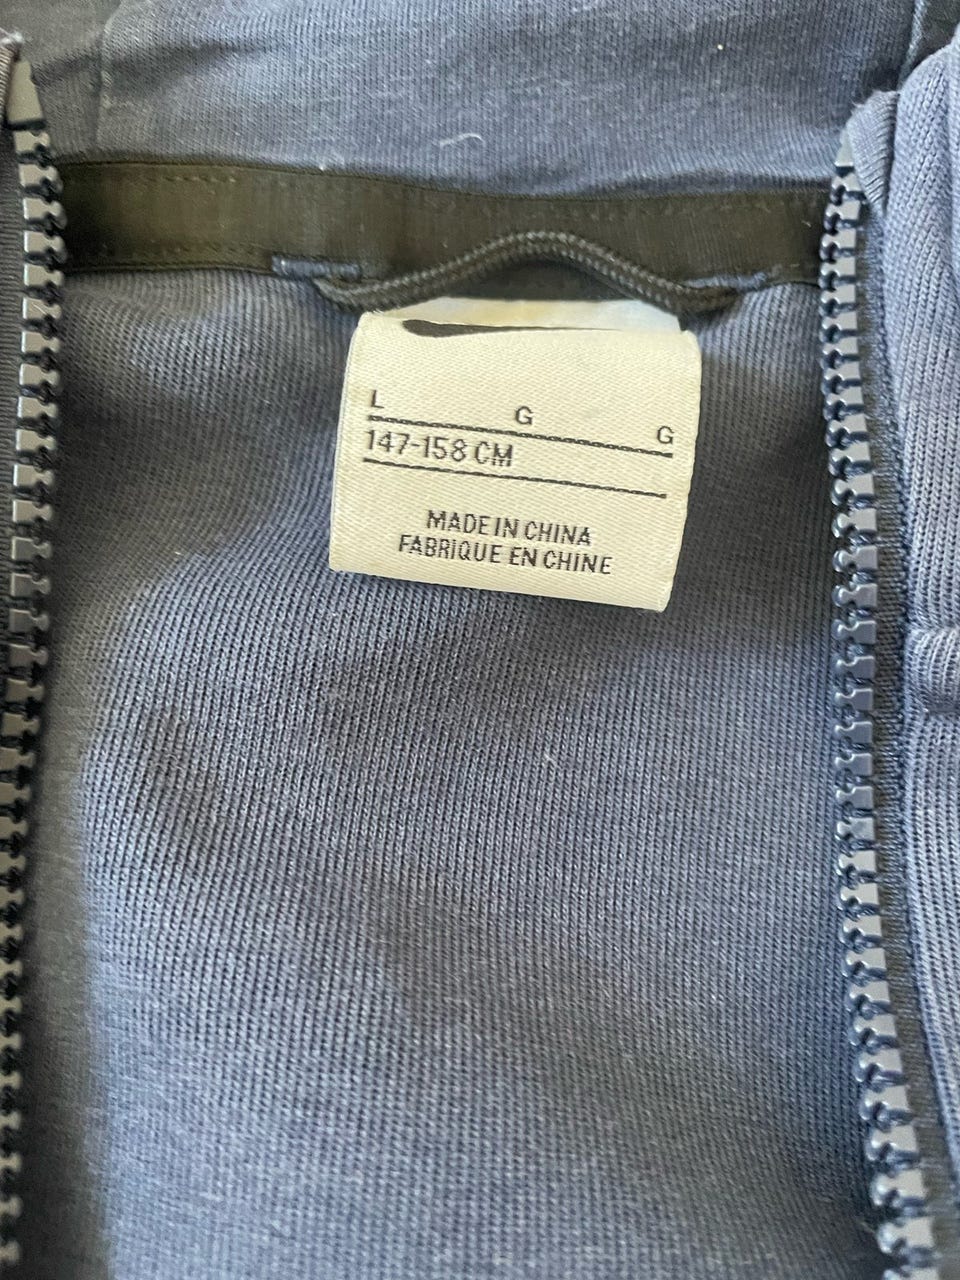 L G G
147-158 CM
MADE IN CHINA
FABRIQUE EN CHINE